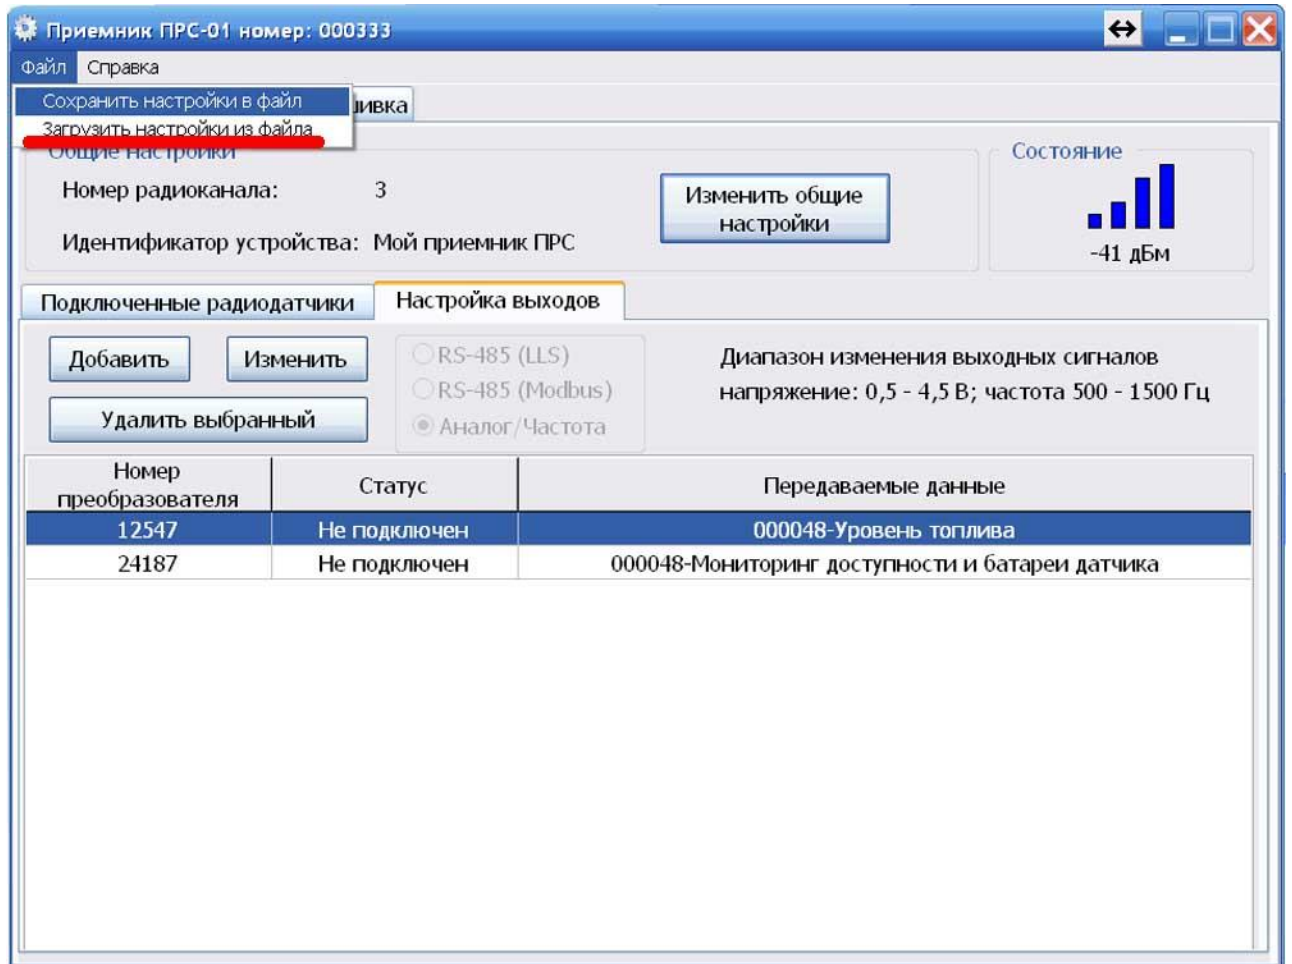 Приемник ПРС-01 номер: 000333
Файл Справка
Сохранить настройки в файл
Загрузить настройки из файла
шивка
Общие настройки
Состояние
Номер радиоканала: 3
Изменить общие
настройки
Идентификатор устройства: Мой приемник ПРС
-41 дБм
Подключенные радиодатчики Настройка выходов
Добавить Изменить
Удалить выбранный
RS-485 (LLS)
RS-485 (Modbus)
Аналог/Частота
Диапазон изменения выходных сигналов
напряжение: 0,5 - 4,5 В; частота 500 - 1500 Гц
Номер
преобразователя
Статус Передаваемые данные
12547 Не подключен 000048-Уровень топлива
24187 Не подключен 000048-Мониторинг доступности и батареи датчика